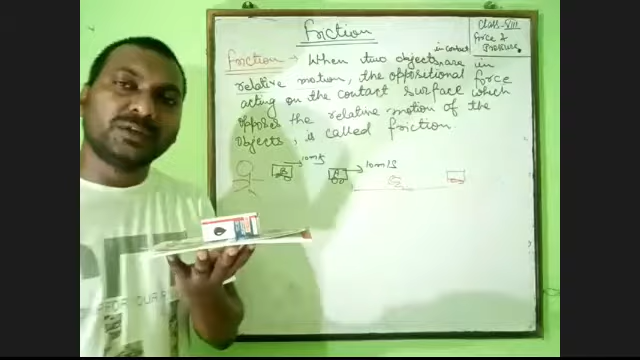 Friction
Class-VIII
Force &
Pressure
in contact
Friction - When two objects are in
relative motion, the oppositional force
acting on the contact surface which
opposes the relative motion of the
objects, is called friction.
B 10m/s
A 10m/s